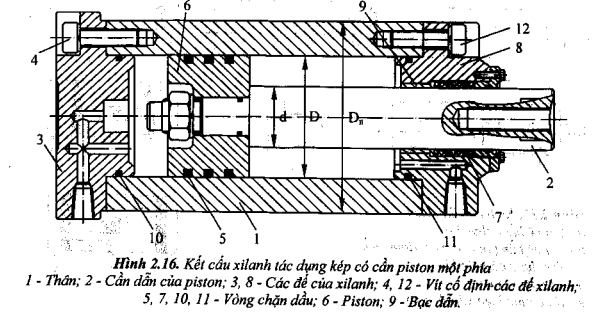 6
9
12
4
8
d
D
Dn
3
2
7
10
5
1
11
Hình 2.16. Kết cấu xilanh tác dụng kép có cần piston một phía
1 - Thân; 2 - Cần dẫn của piston; 3, 8 - Các đế của xilanh; 4, 12 - Vít cố định các đế xilanh;
5, 7, 10, 11 - Vòng chặn dầu; 6 - Piston; 9 - Bạc dẫn.